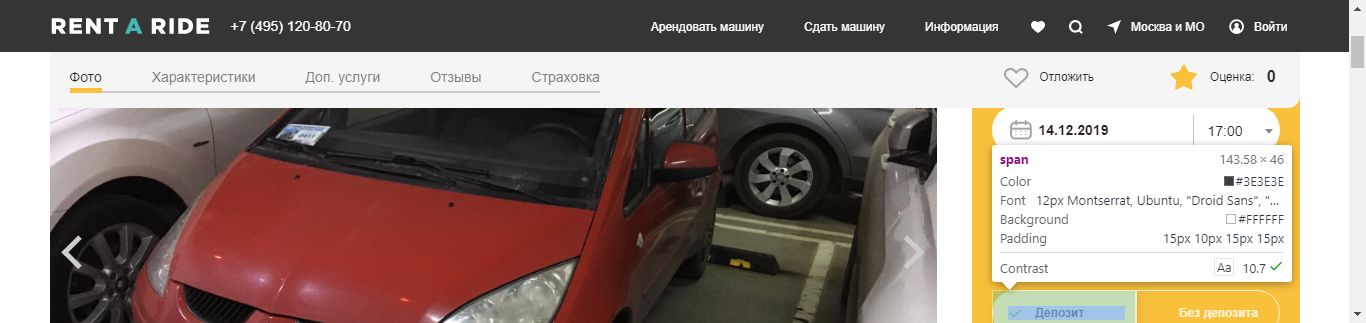 RENT A RIDE +7 (495) 120-80-70 Арендовать машину Сдать машину Информация Москва и МО Войти
Фото Характеристики Доп. услуги Отзывы Страховка Отложить Оценка: 0
14.12.2019 17:00
span 143.58 × 46
Color #3E3E3E
Font 12px Montserrat, Ubuntu, "Droid Sans", "...
Background #FFFFFF
Padding 15px 10px 15px 15px
Contrast Aa 10.7
Депозит Без депозита